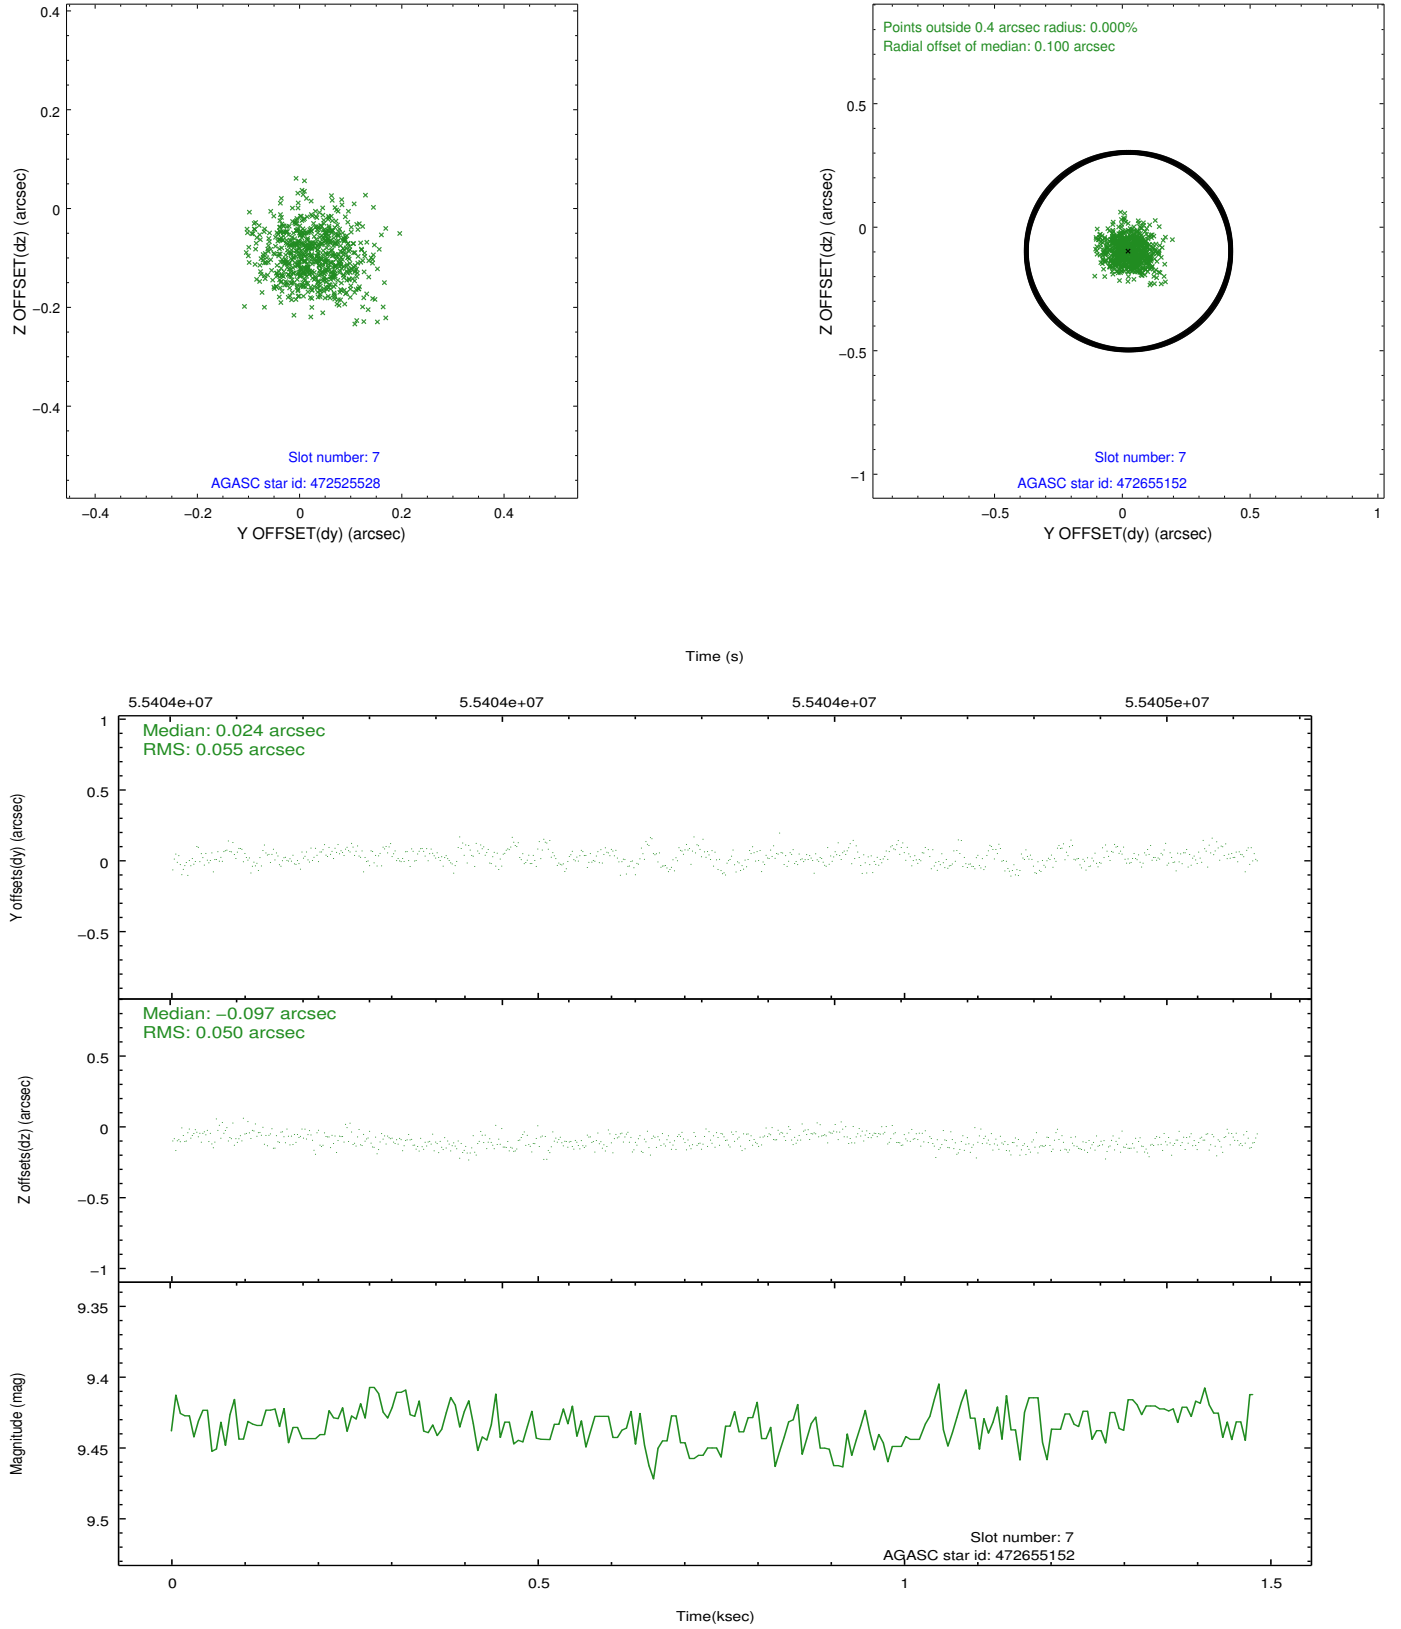 0.4
0.2
0
−0.2
−0.4
Z OFFSET(dz) (arcsec)
Slot number: 7
AGASC star id: 472525528
−0.4 −0.2 0 0.2 0.4
Y OFFSET(dy) (arcsec)
Points outside 0.4 arcsec radius: 0.000%
Radial offset of median: 0.100 arcsec
0.5
0
−0.5
−1
Z OFFSET(dz) (arcsec)
Slot number: 7
AGASC star id: 472655152
−0.5 0 0.5 1
Y OFFSET(dy) (arcsec)
Time (s)
5.5404e+07 5.5404e+07 5.5404e+07 5.5405e+07
Median: 0.024 arcsec
RMS: 0.055 arcsec
1
0.5
0
−0.5
Y offsets(dy) (arcsec)
Median: −0.097 arcsec
RMS: 0.050 arcsec
0.5
0
−0.5
−1
Z offsets(dz) (arcsec)
9.35
9.4
9.45
9.5
Magnitude (mag)
Slot number: 7
AGASC star id: 472655152
0 0.5 1 1.5
Time(ksec)